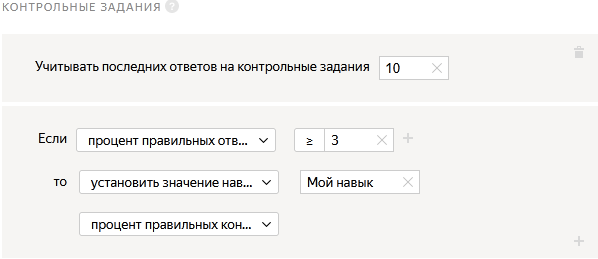 КОНТРОЛЬНЫЕ ЗАДАНИЯ ?
Учитывать последних ответов на контрольные задания 10
Если процент правильных отв... ≥ 3
то установить значение нав... Мой навык
процент правильных кон...